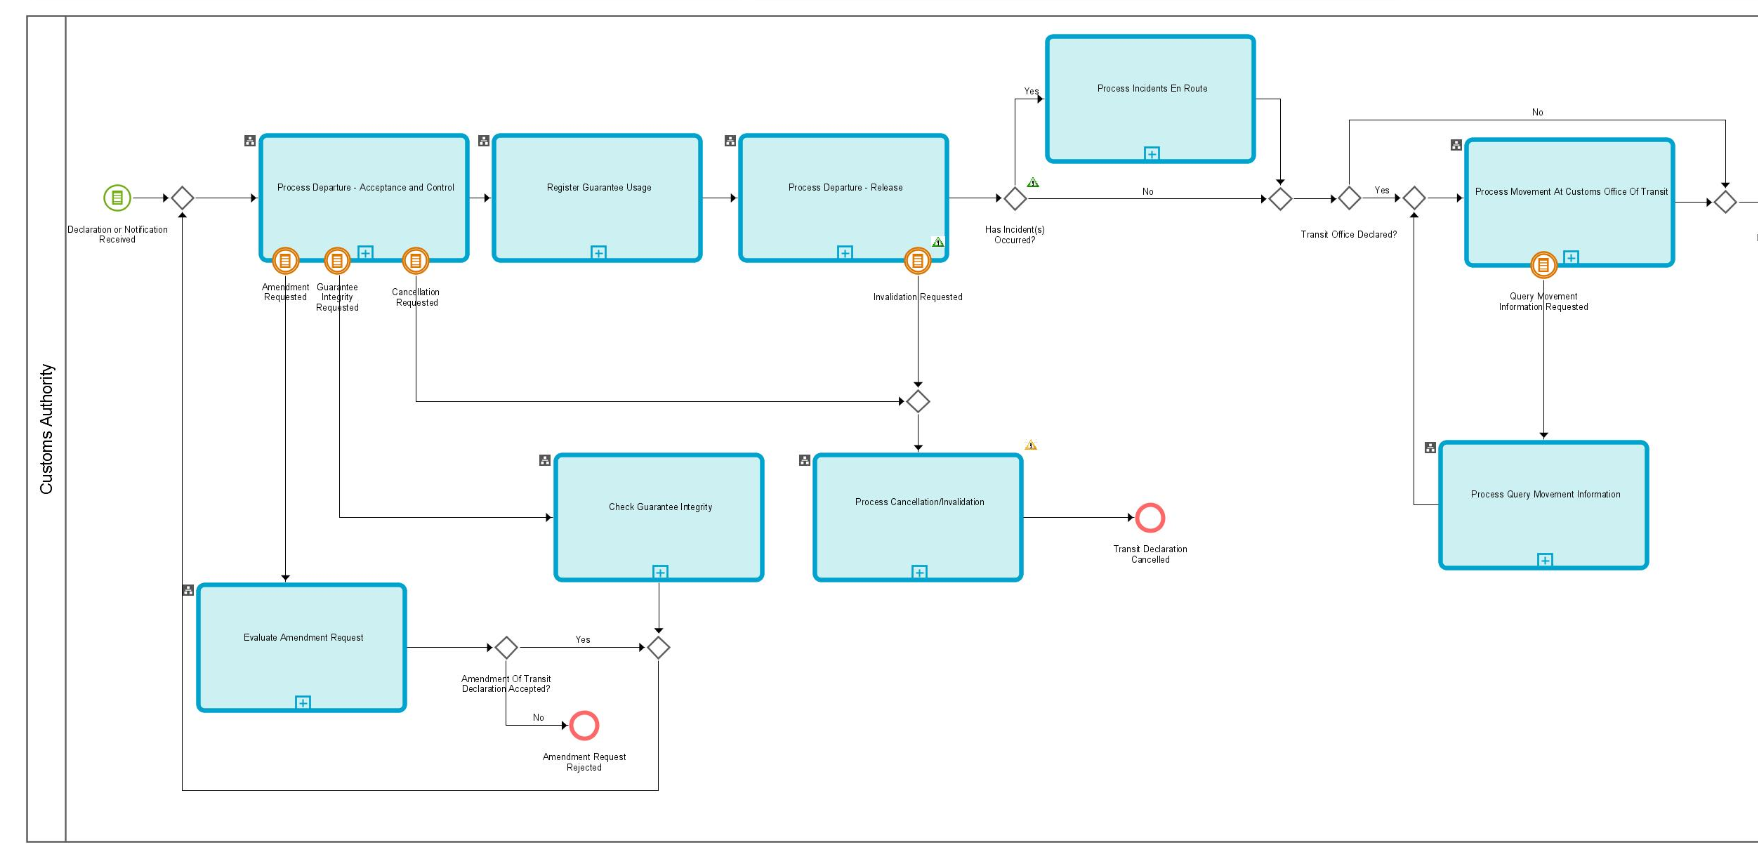 Customs Authority
Declaration or Notification
Received
Process Departure - Acceptance and Control
Amendment
Requested
Guarantee
Integrity
Requested
Cancellation
Requested
Register Guarantee Usage
Process Departure - Release
Invalidation Requested
Has Incident(s)
Occurred?
Yes
No
Process Incidents En Route
Transit Office Declared?
Yes
No
Process Movement At Customs Office Of Transit
Query Movement
Information Requested
Process Query Movement Information
Check Guarantee Integrity
Process Cancellation/Invalidation
Transit Declaration
Cancelled
Evaluate Amendment Request
Amendment Of Transit
Declaration Accepted?
Yes
No
Amendment Request
Rejected